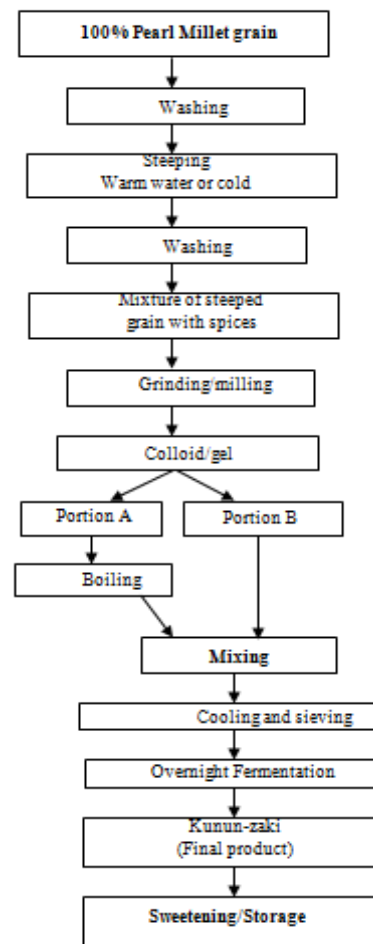 100% Pearl Millet grain
Washing
Steeping
Warm water or cold
Washing
Mixture of steeped
grain with spices
Grinding/milling
Colloid/gel
Portion A
Portion B
Boiling
Mixing
Cooling and sieving
Overnight Fermentation
Kunun-zaki
(Final product)
Sweetening/Storage